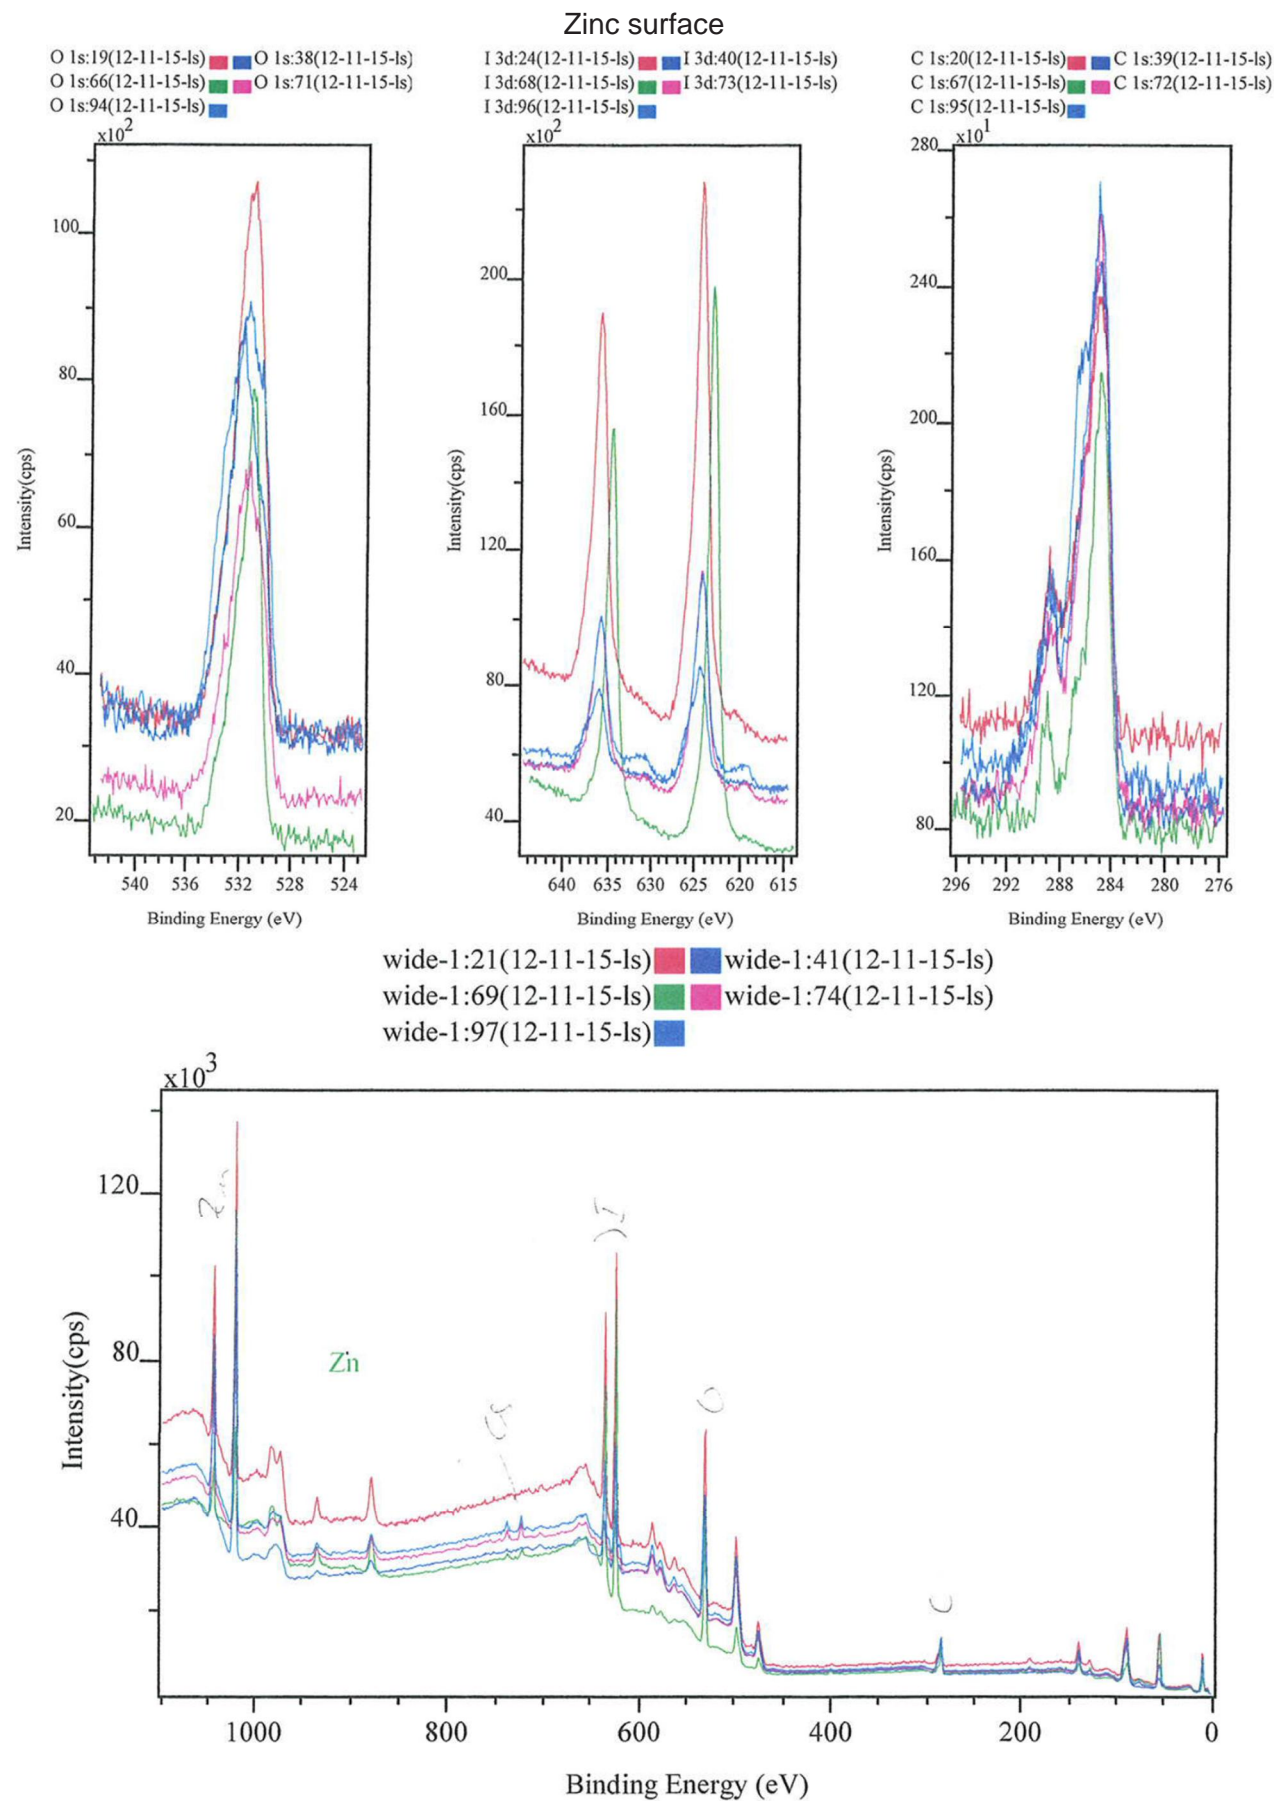 Zinc surface
O 1s:19(12-11-15-ls) O 1s:38(12-11-15-ls)
O 1s:66(12-11-15-ls) O 1s:71(12-11-15-ls)
O 1s:94(12-11-15-ls)
x10²
100
80
60
40
20
Intensity(cps)
540 536 532 528 524
Binding Energy (eV)
I 3d:24(12-11-15-ls) I 3d:40(12-11-15-ls)
I 3d:68(12-11-15-ls) I 3d:73(12-11-15-ls)
I 3d:96(12-11-15-ls)
x10²
200
160
120
80
40
Intensity(cps)
640 635 630 625 620 615
Binding Energy (eV)
C 1s:20(12-11-15-ls) C 1s:39(12-11-15-ls)
C 1s:67(12-11-15-ls) C 1s:72(12-11-15-ls)
C 1s:95(12-11-15-ls)
x10¹
280
240
200
160
120
80
Intensity(cps)
296 292 288 284 280 276
Binding Energy (eV)
wide-1:21(12-11-15-ls) wide-1:41(12-11-15-ls)
wide-1:69(12-11-15-ls) wide-1:74(12-11-15-ls)
wide-1:97(12-11-15-ls)
x10³
120
80
40
Intensity(cps)
Zn
I
Zn
O
C
1000 800 600 400 200 0
Binding Energy (eV)